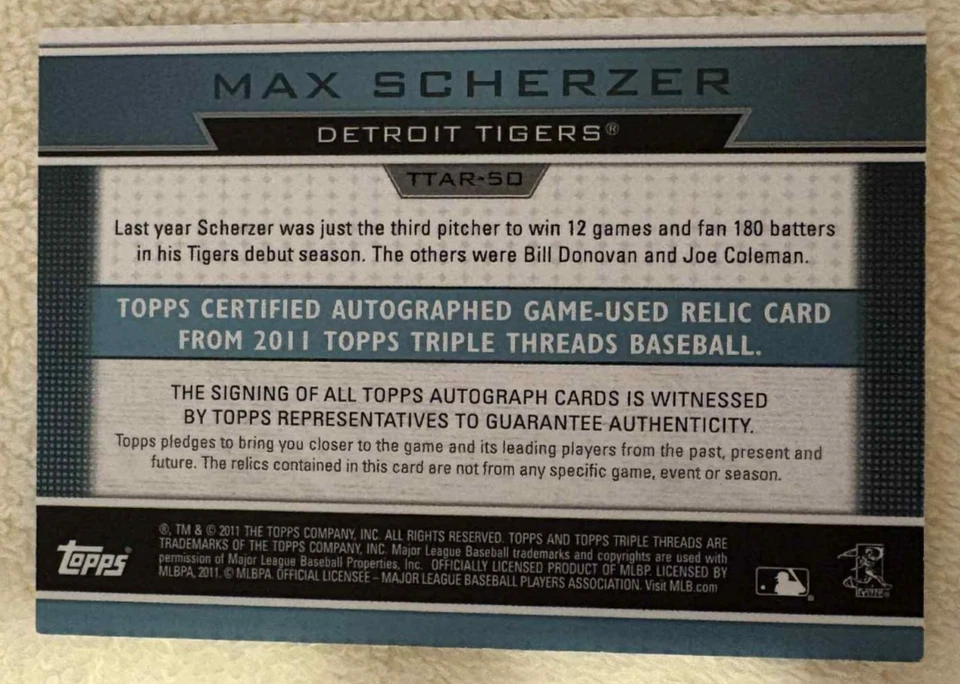 MAX SCHERZER
DETROIT TIGERS®
TTAR-50
Last year Scherzer was just the third pitcher to win 12 games and fan 180 batters
in his Tigers debut season. The others were Bill Donovan and Joe Coleman.
TOPPS CERTIFIED AUTOGRAPHED GAME-USED RELIC CARD
FROM 2011 TOPPS TRIPLE THREADS BASEBALL.
THE SIGNING OF ALL TOPPS AUTOGRAPH CARDS IS WITNESSED
BY TOPPS REPRESENTATIVES TO GUARANTEE AUTHENTICITY.
Topps pledges to bring you closer to the game and its leading players from the past, present and
future. The relics contained in this card are not from any specific game, event or season.
topps®
®, TM & © 2011 THE TOPPS COMPANY, INC. ALL RIGHTS RESERVED. TOPPS AND TOPPS TRIPLE THREADS ARE
TRADEMARKS OF THE TOPPS COMPANY, INC. Major League Baseball trademarks and copyrights are used with
permission of Major League Baseball Properties, Inc. OFFICIALLY LICENSED PRODUCT OF MLBP. LICENSED BY
MLBPA, 2011. © MLBPA. OFFICIAL LICENSEE – MAJOR LEAGUE BASEBALL PLAYERS ASSOCIATION. Visit MLB.com